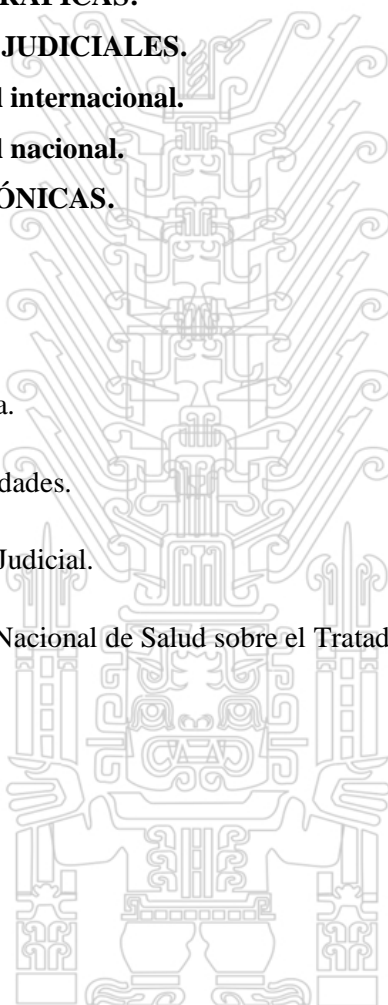 JUDICIALES.
l internacional.
l nacional.
ÓNICAS.
a.
dades.
Judicial.
Nacional de Salud sobre el Tratad